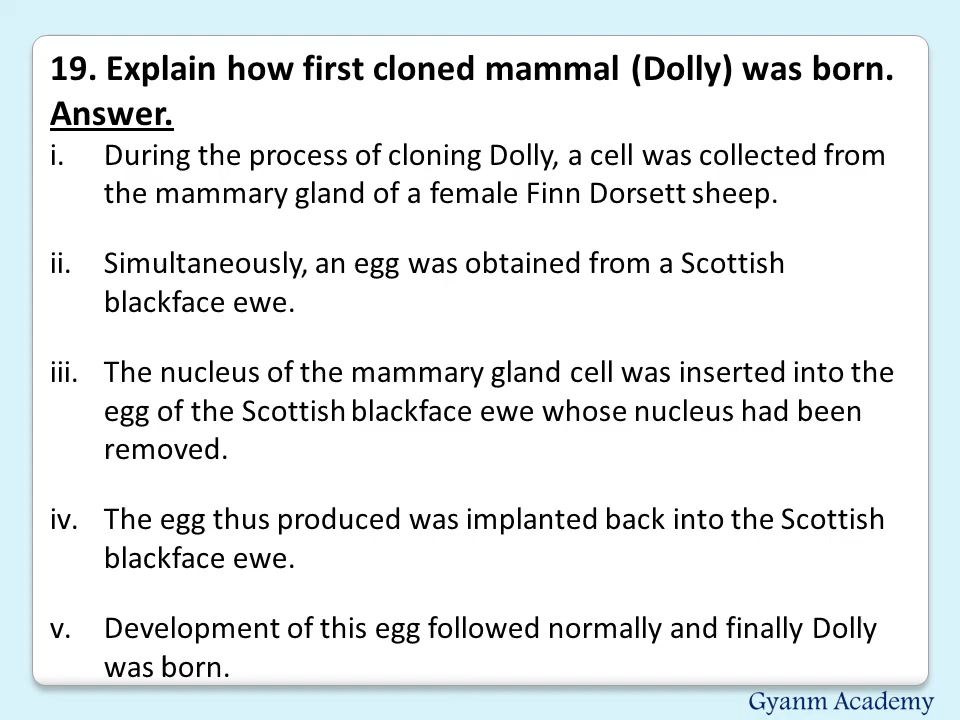 19. Explain how first cloned mammal (Dolly) was born.
Answer.
i. During the process of cloning Dolly, a cell was collected from
the mammary gland of a female Finn Dorsett sheep.
ii. Simultaneously, an egg was obtained from a Scottish
blackface ewe.
iii. The nucleus of the mammary gland cell was inserted into the
egg of the Scottish blackface ewe whose nucleus had been
removed.
iv. The egg thus produced was implanted back into the Scottish
blackface ewe.
v. Development of this egg followed normally and finally Dolly
was born.
Gyanm Academy